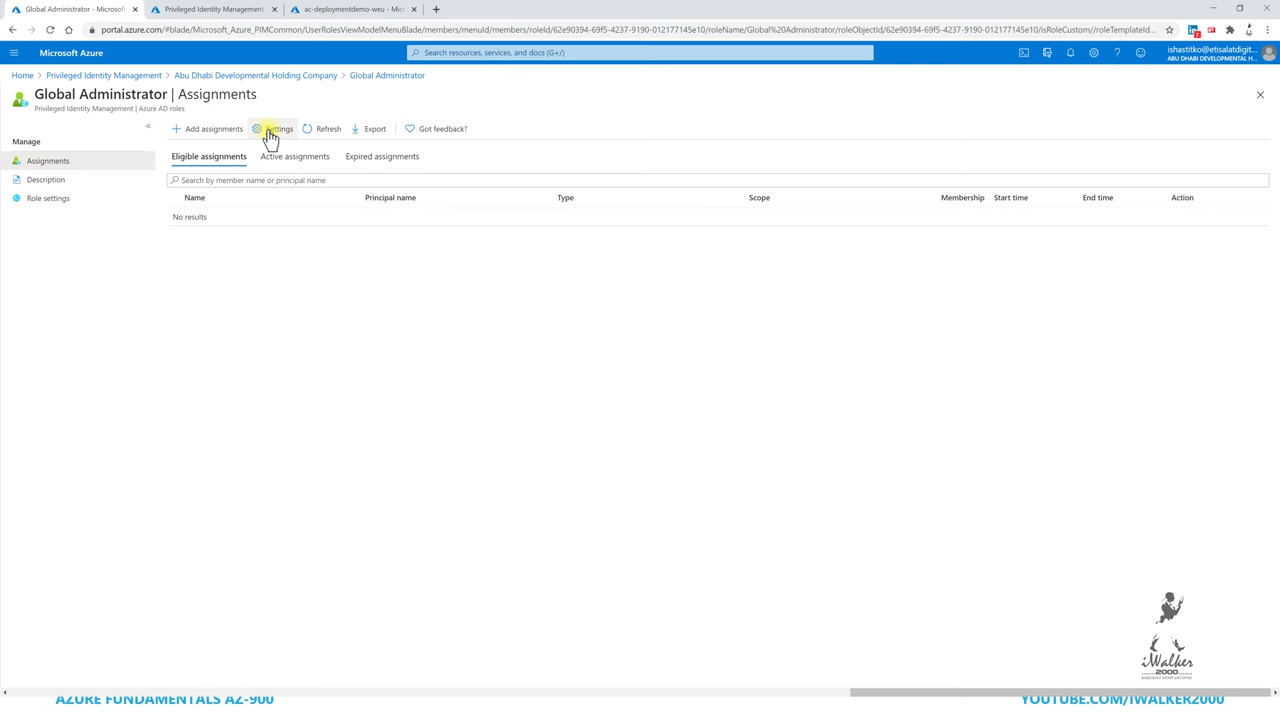 Global Administrator - Microsoft
Privileged Identity Management
ac-deploymentdemo-weu - Micr
portal.azure.com/#blade/Microsoft_Azure_PIMCommon/UserRolesViewModelMenuBlade/members/menuId/members/roleId/62e90394-69f5-4237-9190-012177145e10/roleName/Global%20Administrator/roleObjectId/62e90394-69f5-4237-9190-012177145e10/isRoleCustom//roleTemplateId...
Microsoft Azure
Search resources, services, and docs (G+/)
ishastitko@etisalatdigit...
ABU DHABI DEVELOPMENTAL H...
Home > Privileged Identity Management > Abu Dhabi Developmental Holding Company > Global Administrator
Global Administrator | Assignments
Privileged Identity Management | Azure AD roles
Add assignments Settings Refresh Export Got feedback?
Manage
Assignments
Description
Role settings
Eligible assignments Active assignments Expired assignments
Search by member name or principal name
Name Principal name Type Scope Membership Start time End time Action
No results
iWalker
2000
AZURE FUNDAMENTALS AZ-900
YOUTUBE.COM/IWALKER2000